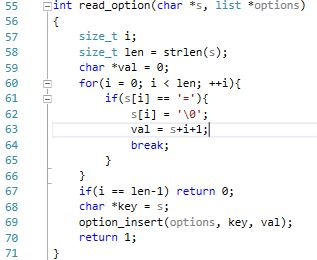 55 int read_option(char *s, list *options)
56 {
57     size_t i;
58     size_t len = strlen(s);
59     char *val = 0;
60     for(i = 0; i < len; ++i){
61         if(s[i] == '='){
62             s[i] = '\0';
63             val = s+i+1;
64             break;
65         }
66     }
67     if(i == len-1) return 0;
68     char *key = s;
69     option_insert(options, key, val);
70     return 1;
71 }